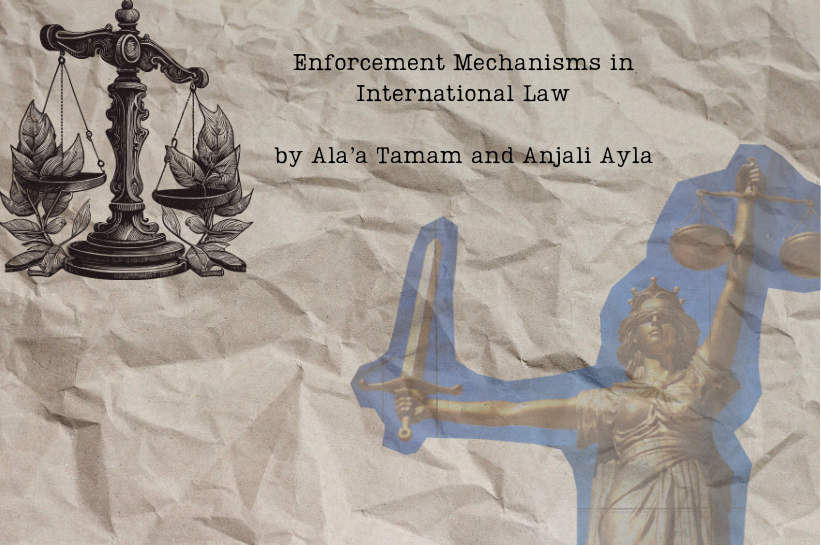 Enforcement Mechanisms in
International Law
by Ala’a Tamam and Anjali Ayla